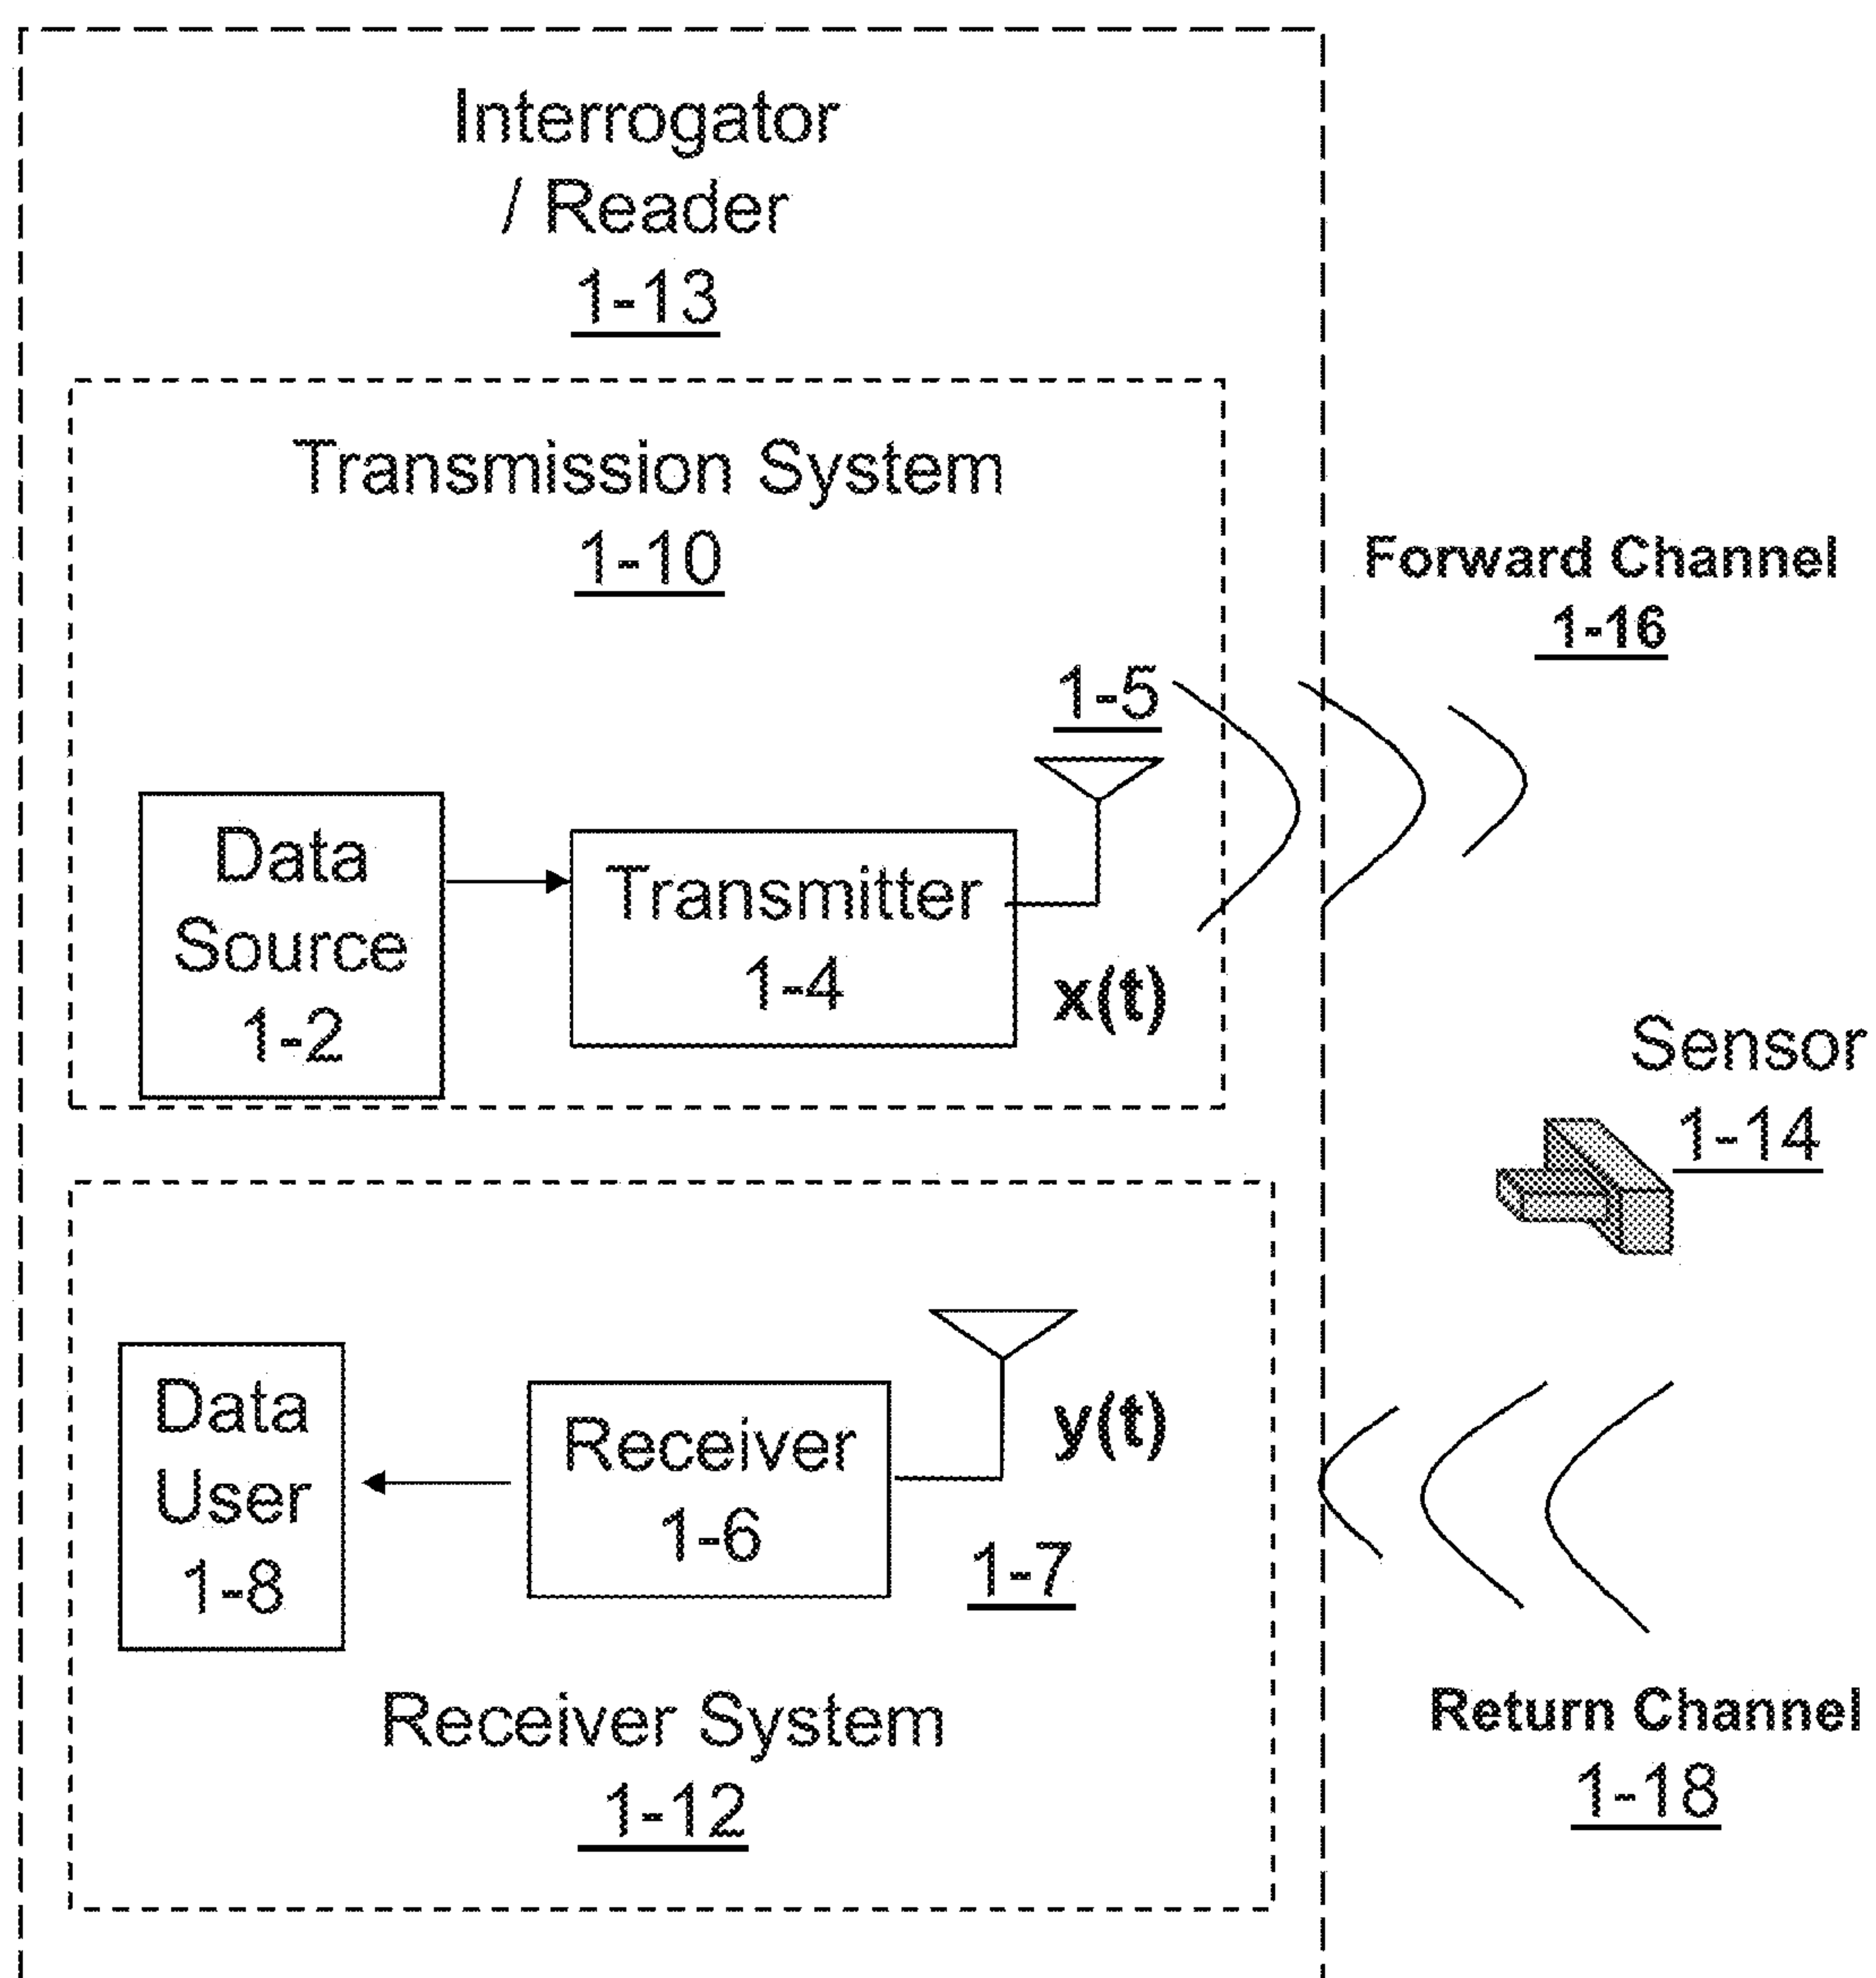 Interrogator
/ Reader
1-13
Transmission System
1-10
Forward Channel
1-16
1-5
Data
Source
1-2
Transmitter
1-4
x(t)
Sensor
1-14
Data
User
1-8
Receiver
1-6
y(t)
1-7
Receiver System
1-12
Return Channel
1-18